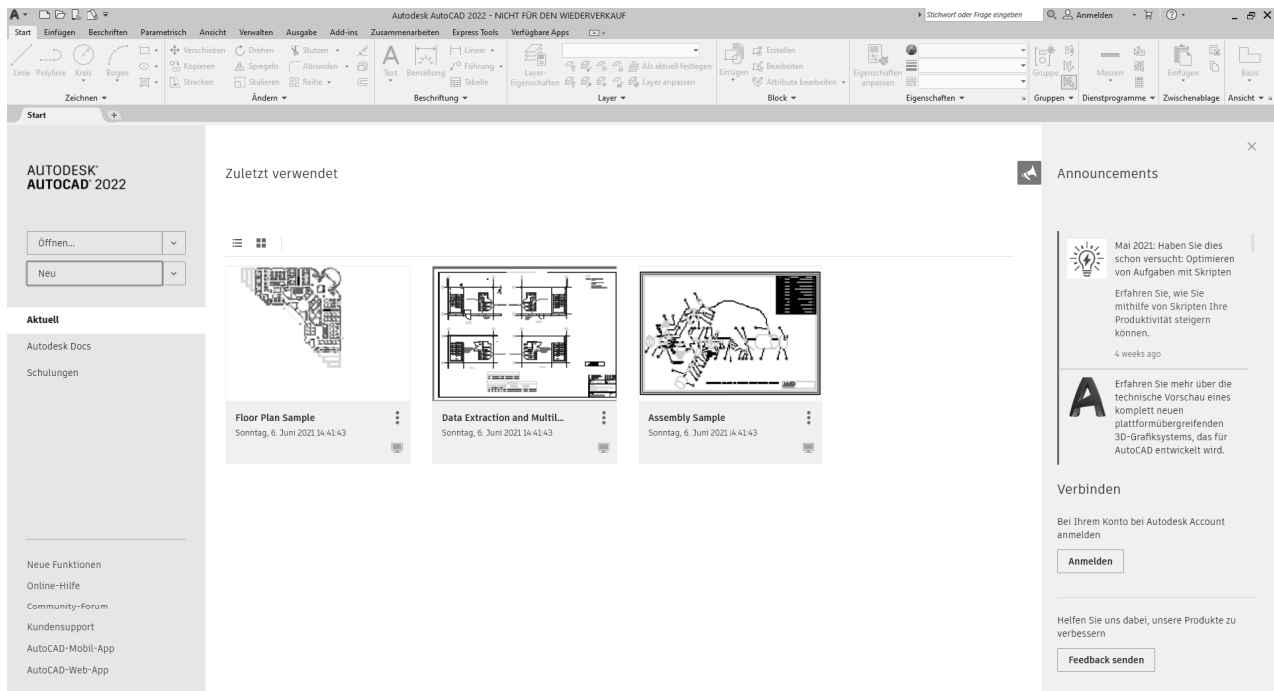 Autodesk AutoCAD 2022 - NICHT FÜR DEN WIEDERVERKAUF
Stichwort oder Frage eingeben
Anmelden
Start Einfügen Beschriften Parametrisch Ansicht Verwalten Ausgabe Add-ins Zusammenarbeiten Express Tools Verfügbare Apps
Linie Polylinie Kreis Bogen
Zeichnen
Verschieben Drehen Stutzen
Kopieren Spiegeln Abrunden
Strecken Skalieren Reihe
Ändern
Text Bemaßung
Linear
Führung
Tabelle
Beschriftung
Layer-
Eigenschaften
Als aktuell festlegen
Layer anpassen
Layer
Einfügen
Erstellen
Bearbeiten
Attribute bearbeiten
Block
Eigenschaften
anpassen
Eigenschaften
Gruppe
Gruppen
Messen
Dienstprogramme
Einfügen
Zwischenablage
Basis
Ansicht
Start
AUTODESK®
AUTOCAD® 2022
Öffnen...
Neu
Aktuell
Autodesk Docs
Schulungen
Neue Funktionen
Online-Hilfe
Community-Forum
Kundensupport
AutoCAD-Mobil-App
AutoCAD-Web-App
Zuletzt verwendet
Floor Plan Sample
Sonntag, 6. Juni 2021 14:41:43
Data Extraction and Multil...
Sonntag, 6. Juni 2021 14:41:43
Assembly Sample
Sonntag, 6. Juni 2021 14:41:43
Announcements
Mai 2021: Haben Sie dies
schon versucht: Optimieren
von Aufgaben mit Skripten
Erfahren Sie, wie Sie
mithilfe von Skripten Ihre
Produktivität steigern
können.
4 weeks ago
Erfahren Sie mehr über die
technische Vorschau eines
komplett neuen
plattformübergreifenden
3D-Grafiksystems, das für
AutoCAD entwickelt wird.
Verbinden
Bei Ihrem Konto bei Autodesk Account
anmelden
Anmelden
Helfen Sie uns dabei, unsere Produkte zu
verbessern
Feedback senden